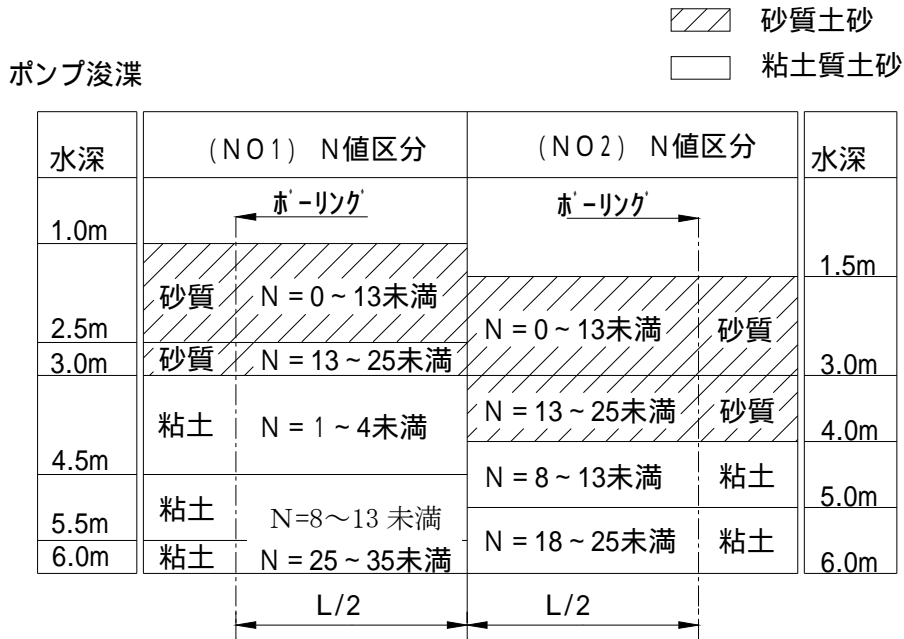 砂質土砂
粘土質土砂
ポンプ浚渫
水深 (NO1) N値区分 (NO2) N値区分 水深
ボーリング ボーリング
1.0m
1.5m
砂質 N=0~13未満
2.5m
N=0~13未満 砂質
3.0m 砂質 N=13~25未満 3.0m
粘土 N=1~4未満
N=13~25未満 砂質
4.0m
4.5m
N=8~13未満 粘土
5.0m
粘土 N=8~13未満
5.5m
N=18~25未満 粘土
6.0m 粘土 N=25~35未満 6.0m
L/2 L/2